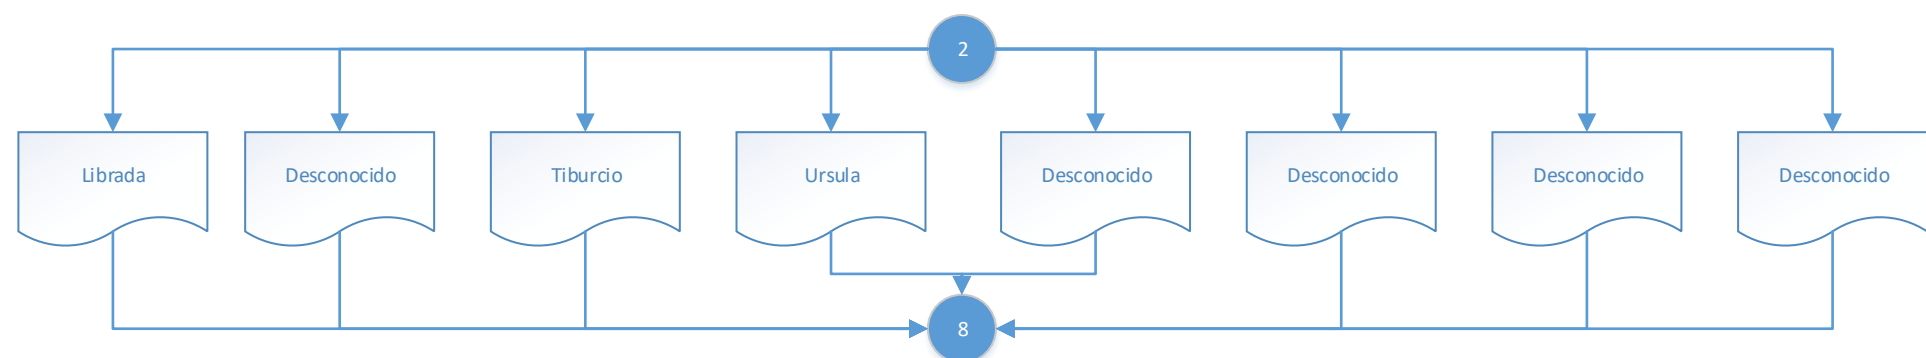 2
Librada
Desconocido
Tiburcio
Ursula
Desconocido
Desconocido
Desconocido
Desconocido
8